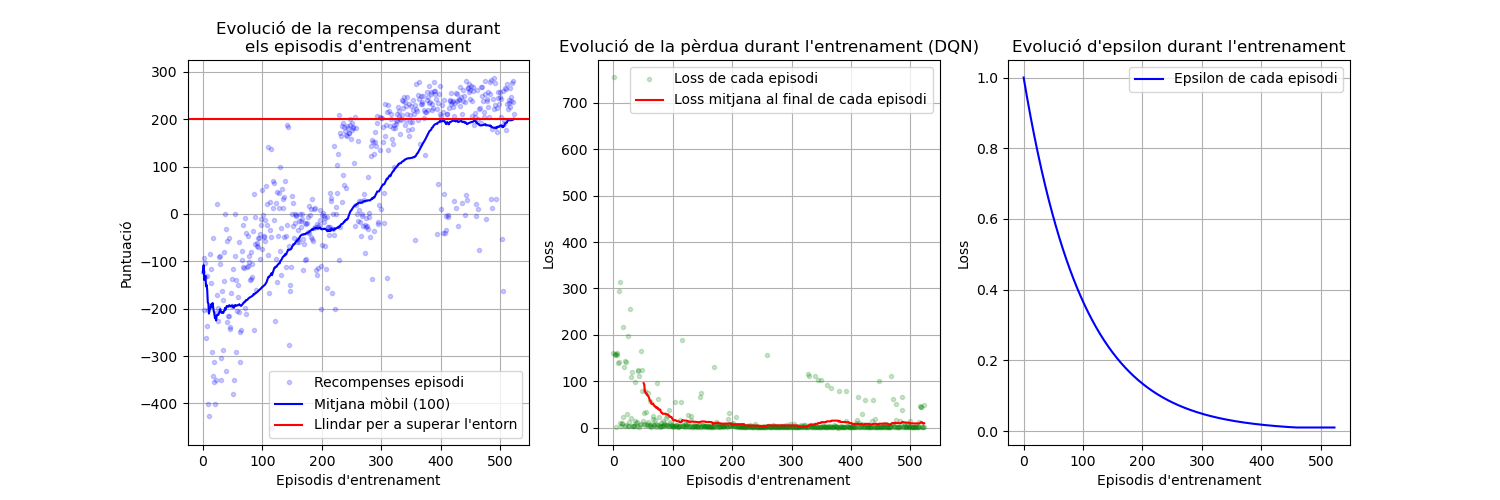 Evolució de la recompensa durant
els episodis d'entrenament
300
200
100
0
−100
−200
−300
−400
Puntuació
Recompenses episodi
Mitjana mòbil (100)
Llindar per a superar l'entorn
0 100 200 300 400 500
Episodis d'entrenament
Evolució de la pèrdua durant l'entrenament (DQN)
Loss de cada episodi
Loss mitjana al final de cada episodi
700
600
500
400
300
200
100
0
Loss
0 100 200 300 400 500
Episodis d'entrenament
Evolució d'epsilon durant l'entrenament
Epsilon de cada episodi
1.0
0.8
0.6
0.4
0.2
0.0
Loss
0 100 200 300 400 500
Episodis d'entrenament